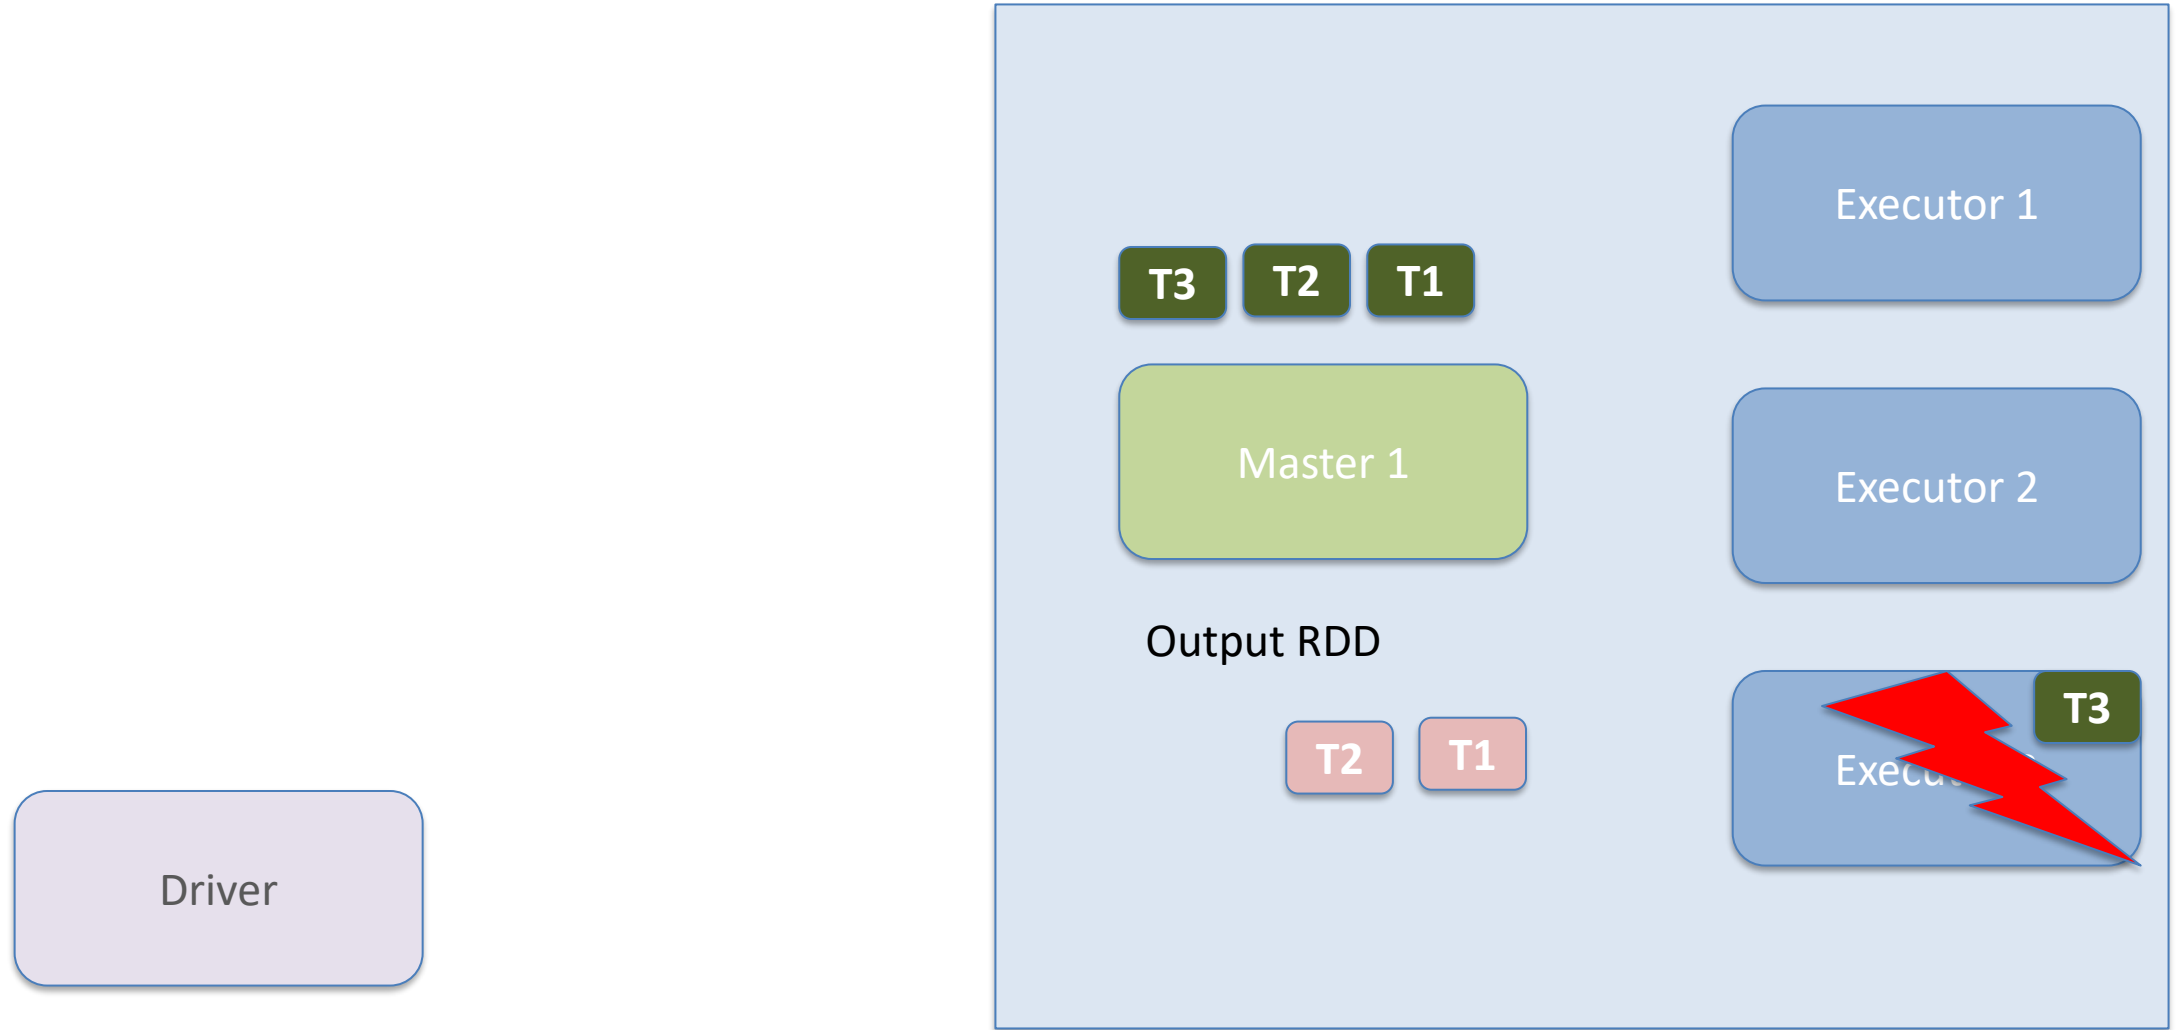 Executor 1
T3 T2 T1
Master 1
Executor 2
Output RDD
T3
T2 T1
Driver